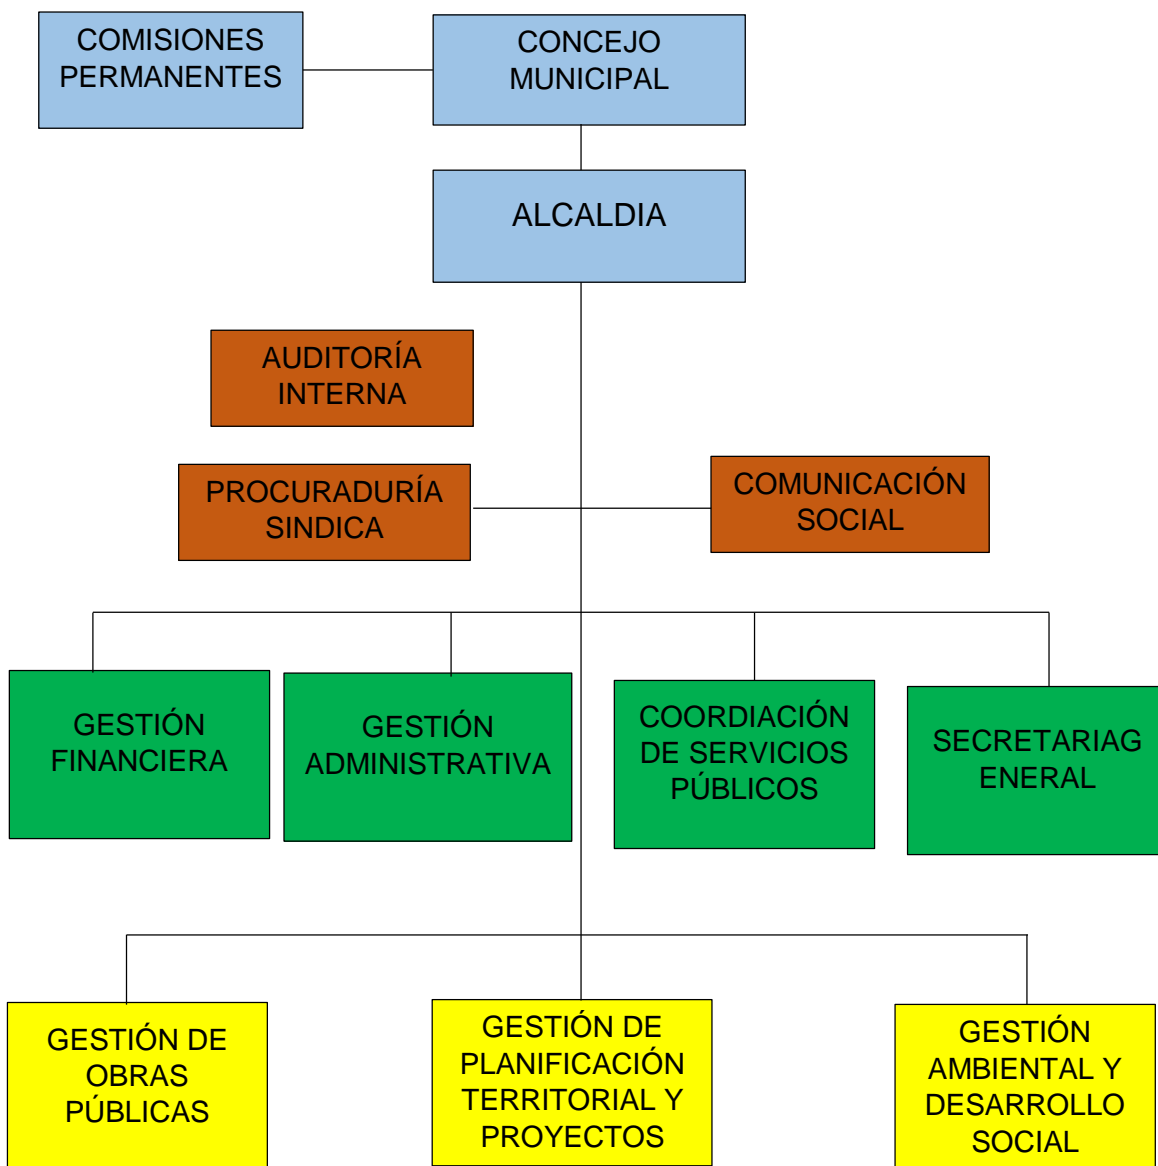 COMISIONES
PERMANENTES
CONCEJO
MUNICIPAL
ALCALDIA
AUDITORÍA
INTERNA
PROCURADURÍA
SINDICA
COMUNICACIÓN
SOCIAL
GESTIÓN
FINANCIERA
GESTIÓN
ADMINISTRATIVA
COORDIACIÓN
DE SERVICIOS
PÚBLICOS
SECRETARIAG
ENERAL
GESTIÓN DE
OBRAS
PÚBLICAS
GESTIÓN DE
PLANIFICACIÓN
TERRITORIAL Y
PROYECTOS
GESTIÓN
AMBIENTAL Y
DESARROLLO
SOCIAL